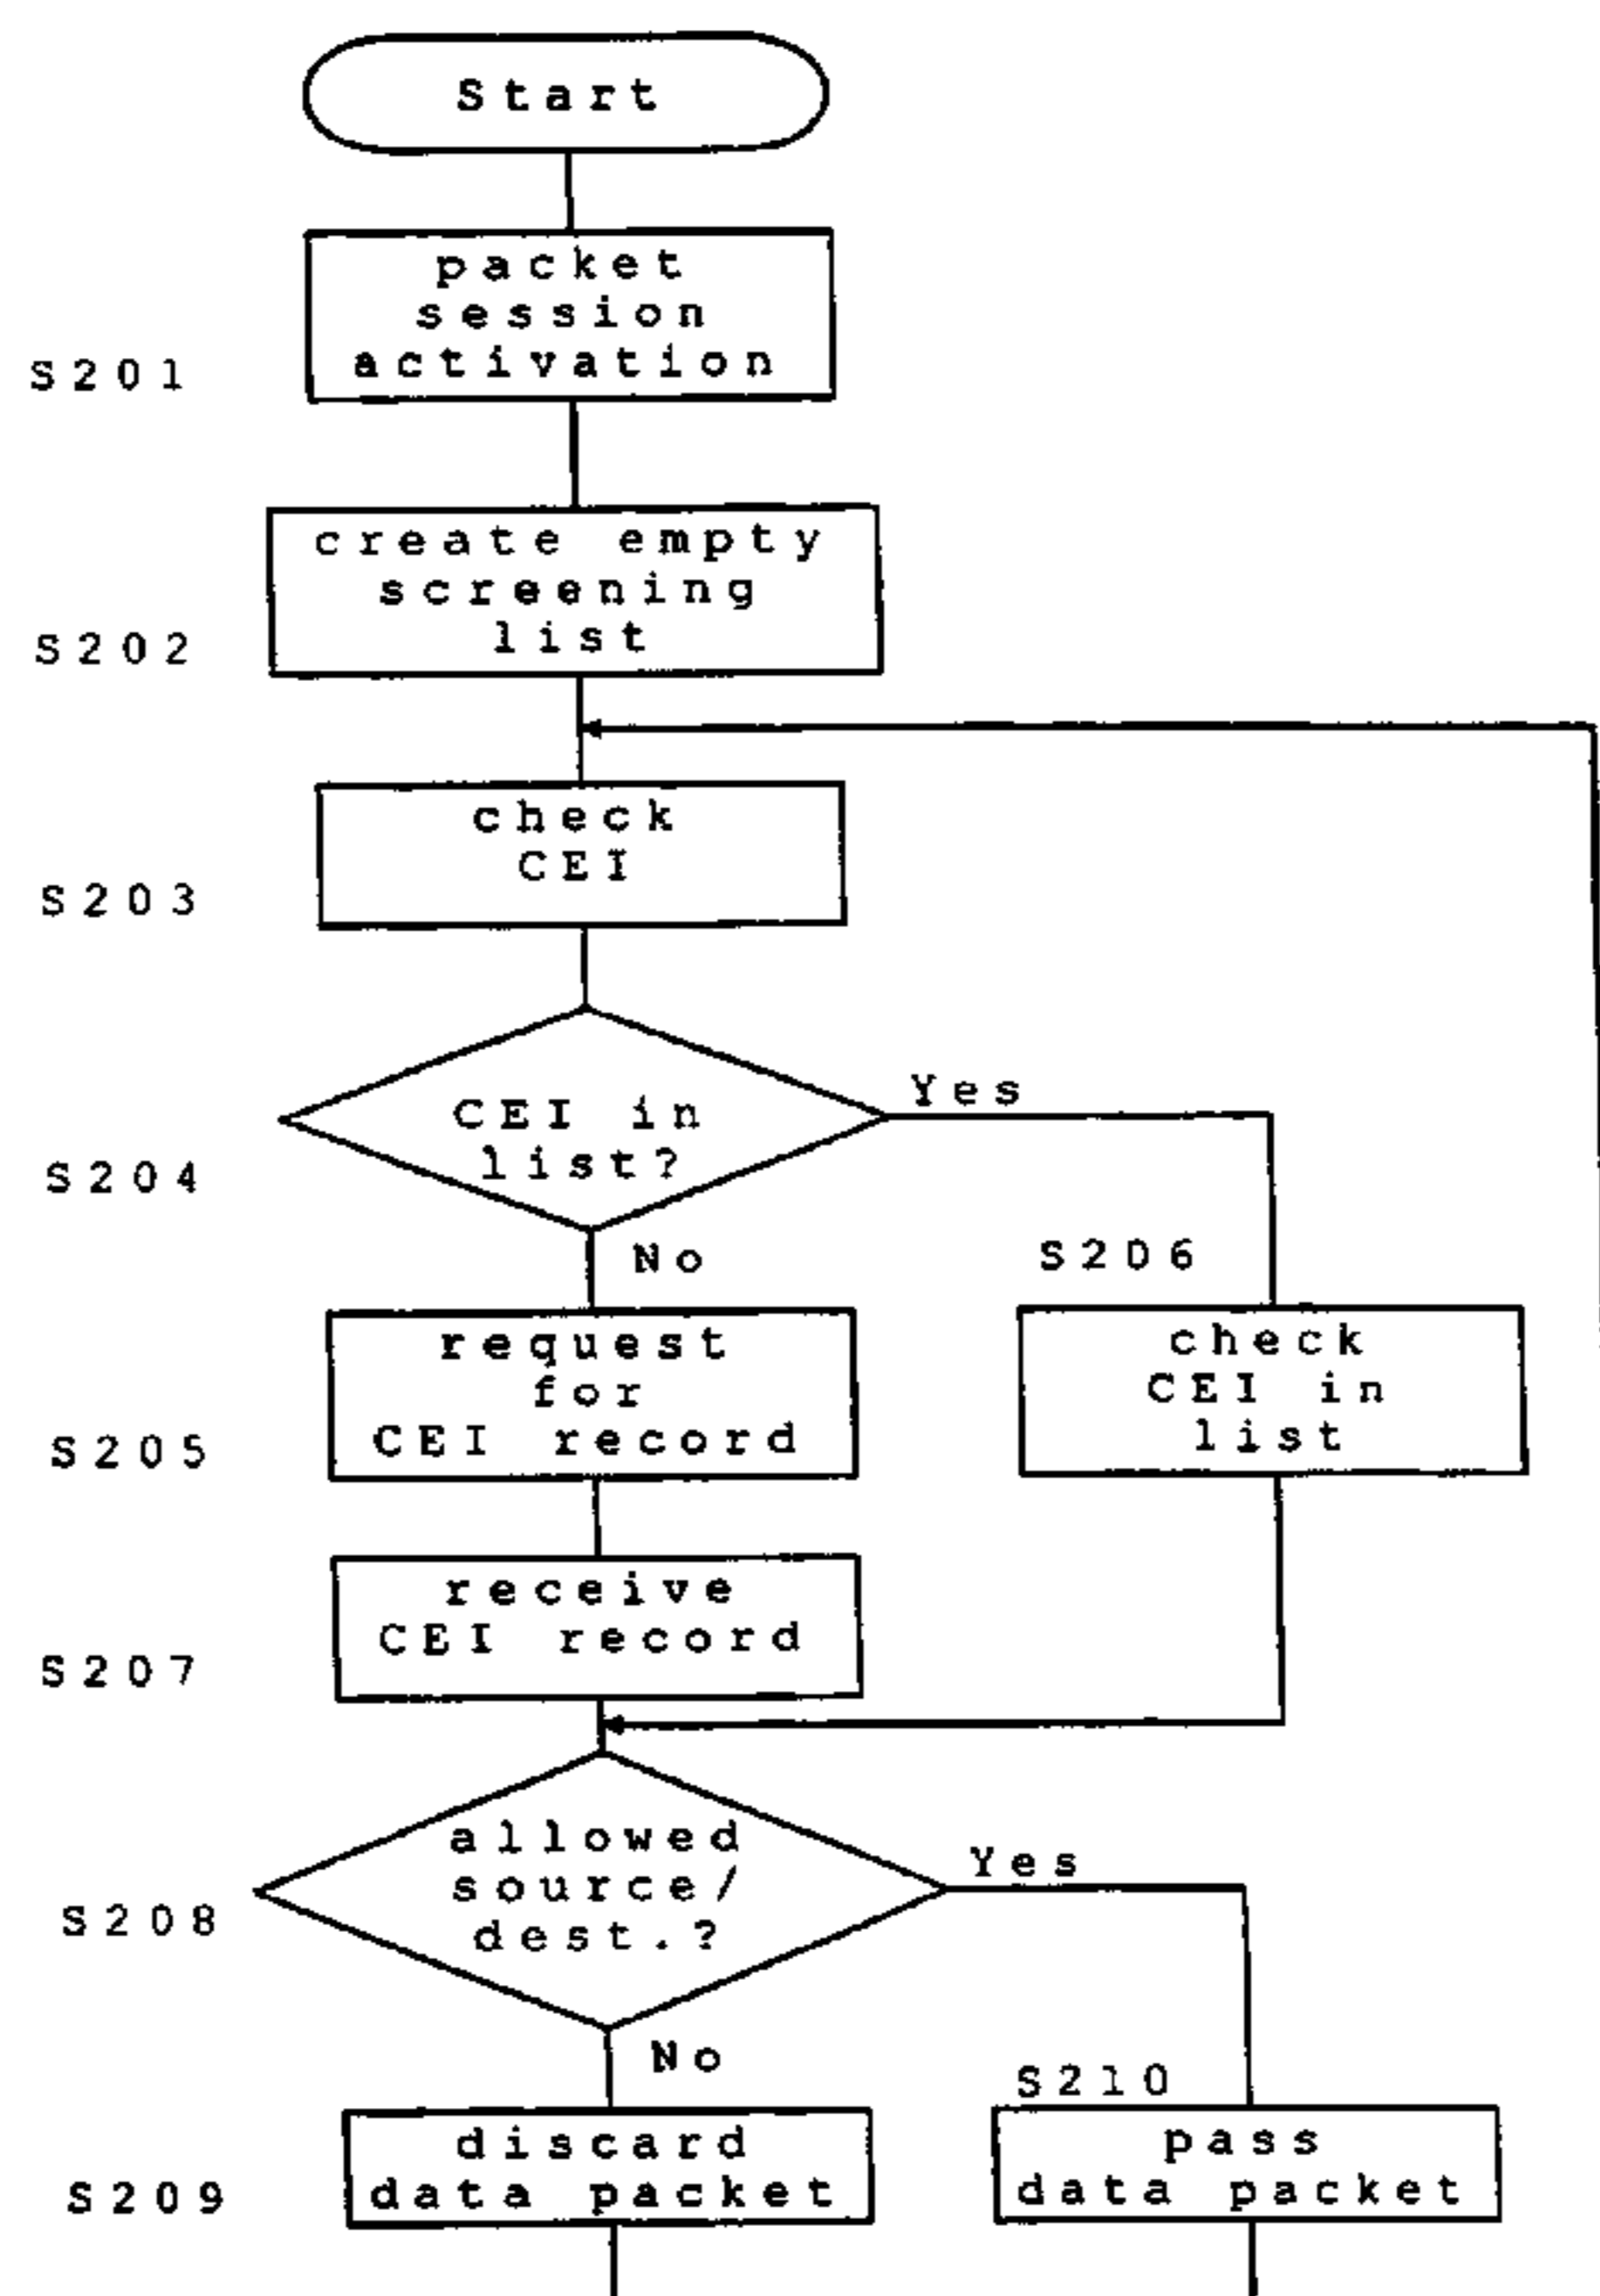 Start
packet
session
activation
S201
create empty
screening
list
S202
check
CEI
S203
Yes
CEI in
list?
S204
No
S206
request
for
CEI record
S205
check
CEI in
list
receive
CEI record
S207
allowed
source/
dest.?
Yes
S208
No
S210
discard
data packet
S209
pass
data packet